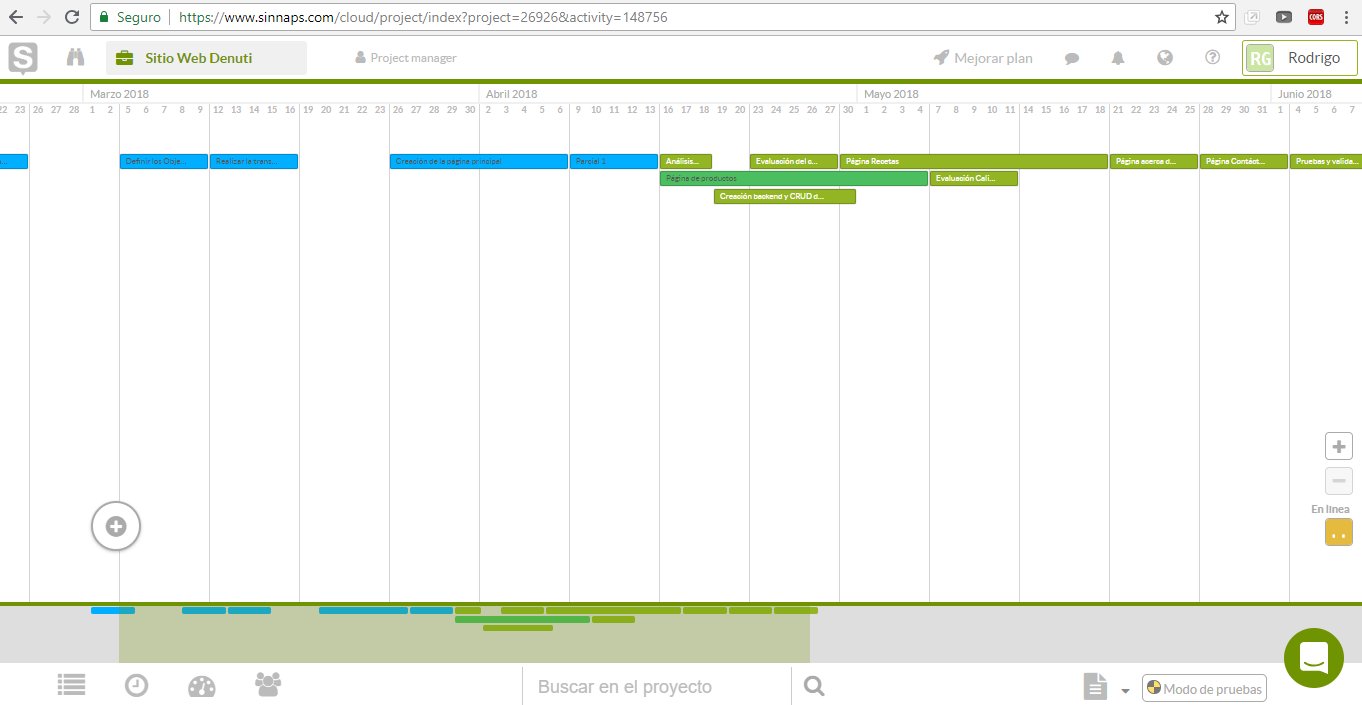 Seguro https://www.sinnaps.com/cloud/project/index?project=26926&activity=148756
CORS
S Sitio Web Denuti Project manager Mejorar plan RG Rodrigo
Marzo 2018 Abril 2018 Mayo 2018 Junio 2018
22 23 26 27 28 1 2 5 6 7 8 9 12 13 14 15 16 19 20 21 22 23 26 27 28 29 30 2 3 4 5 6 9 10 11 12 13 16 17 18 19 20 23 24 25 26 27 30 1 2 3 4 7 8 9 10 11 14 15 16 17 18 21 22 23 24 25 28 29 30 31 1 4 5 6 7
Definir los Obje... Realizar la trans... Creación de la página principal Parcial 1 Análisis... Evaluación del c... Página Recetas Página acerca d... Página Contáct... Pruebas y valida...
Página de productos Evaluación Cali...
Creación backend y CRUD d...
En línea
Buscar en el proyecto Modo de pruebas